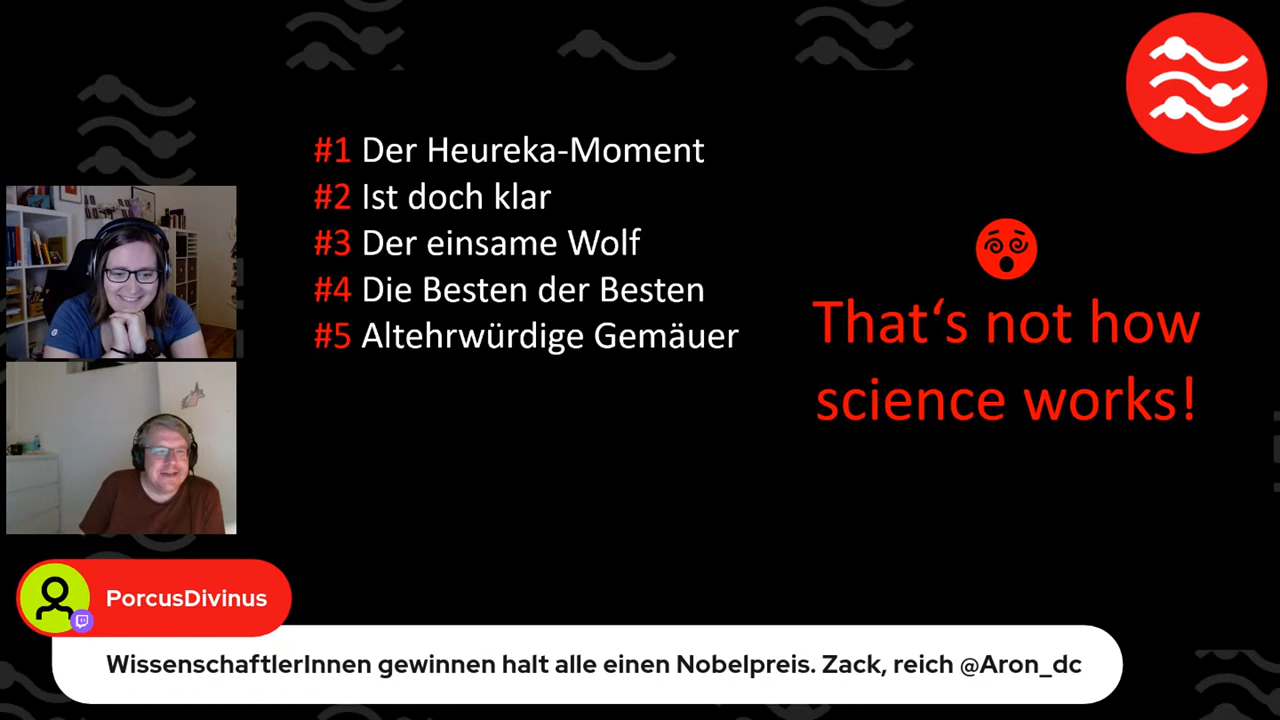 #1 Der Heureka-Moment
#2 Ist doch klar
#3 Der einsame Wolf
#4 Die Besten der Besten
#5 Altehrwürdige Gemäuer
That‘s not how
science works!
PorcusDivinus
WissenschaftlerInnen gewinnen halt alle einen Nobelpreis. Zack, reich @Aron_dc